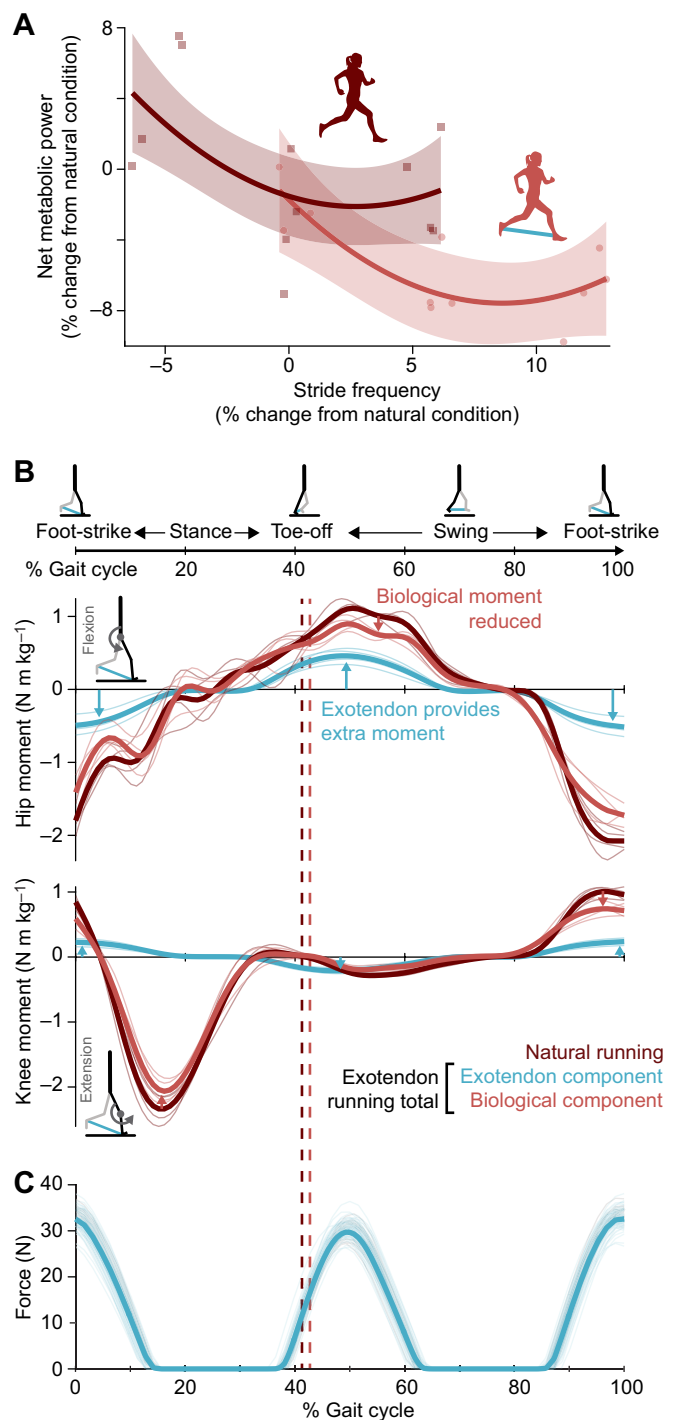 A
8
4
0
−4
−8
Net metabolic power
(% change from natural condition)
−5
0
5
10
Stride frequency
(% change from natural condition)
B
Foot-strike
Stance
Toe-off
Swing
Foot-strike
% Gait cycle
20
40
60
80
100
Flexion
Biological moment
reduced
Exotendon provides
extra moment
1
0
−1
−2
Hip moment (N m kg−1)
1
0
−1
−2
Knee moment (N m kg−1)
Extension
Natural running
Exotendon
running total
Exotendon component
Biological component
C
40
30
20
10
0
Force (N)
0
20
40
60
80
100
% Gait cycle